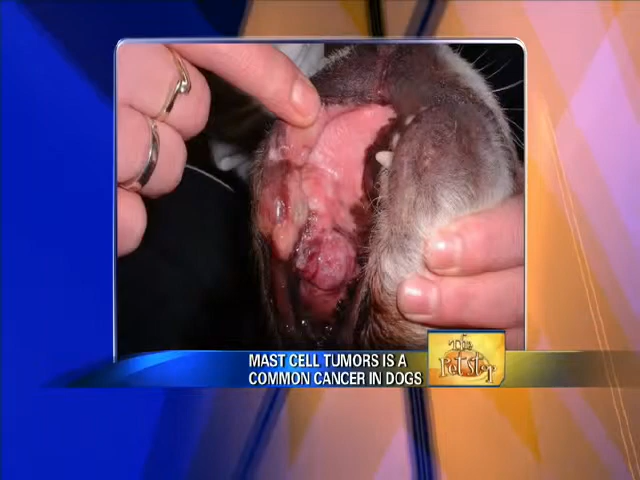 MAST CELL TUMORS IS A
COMMON CANCER IN DOGS
The
Pet Stop